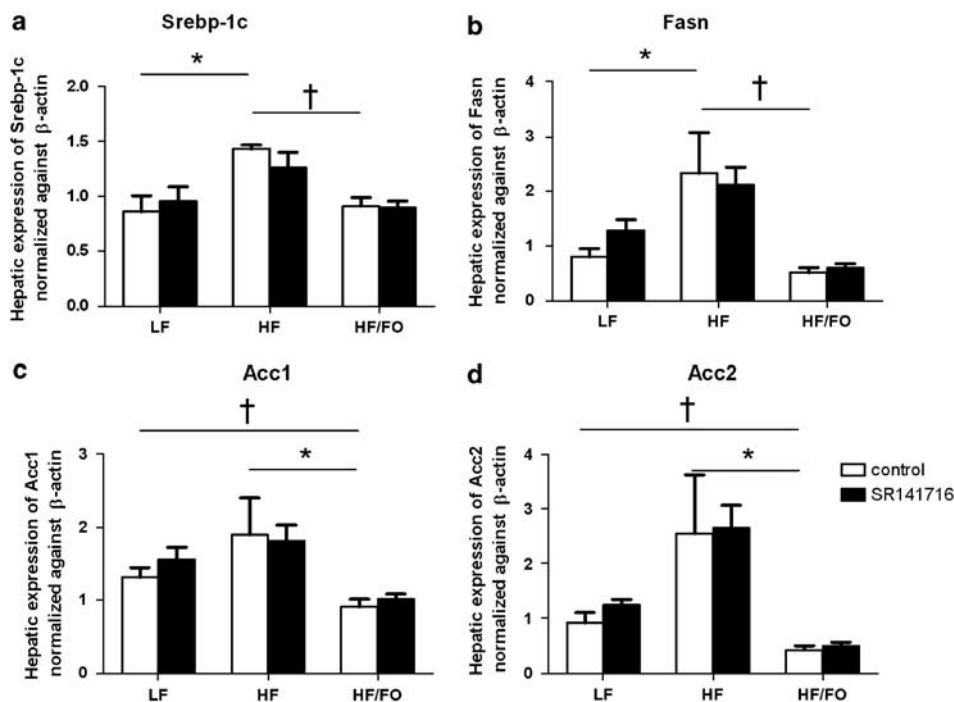 a
Srebp-1c
Hepatic expression of Srebp-1c
normalized against β-actin
2.0
1.5
1.0
0.5
0.0
*
†
LF
HF
HF/FO
b
Fasn
Hepatic expression of Fasn
normalized against β-actin
4
3
2
1
0
*
†
LF
HF
HF/FO
c
Acc1
Hepatic expression of Acc1
normalized against β-actin
3
2
1
0
†
*
LF
HF
HF/FO
d
Acc2
Hepatic expression of Acc2
normalized against β-actin
4
3
2
1
0
†
*
LF
HF
HF/FO
control
SR141716